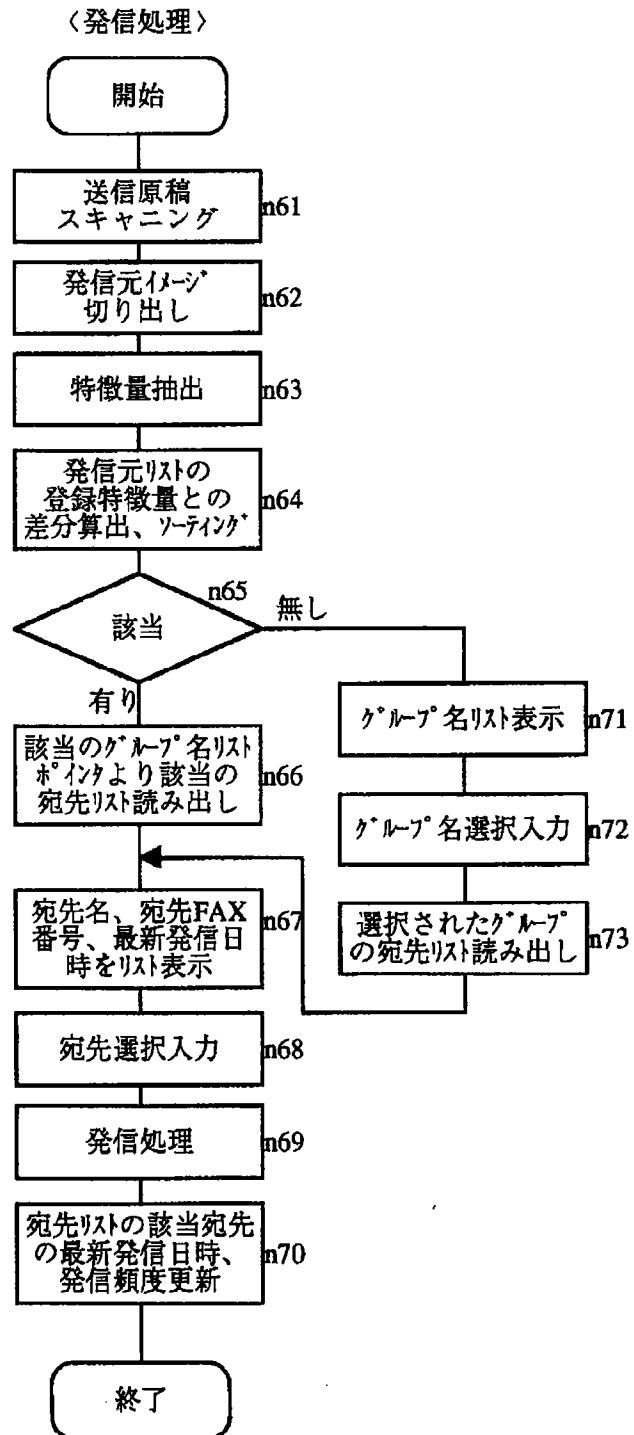 〈発信処理〉
開始
送信原稿
スキャニング
n61
発信元ｲﾒｰｼﾞ
切り出し
n62
特徴量抽出
n63
発信元ﾘｽﾄの
登録特徴量との
差分算出、ｿｰﾃｨﾝｸﾞ
n64
n65
該当
無し
有り
該当のｸﾞﾙｰﾌﾟ名ﾘｽﾄ
ﾎﾟｲﾝﾀより該当の
宛先ﾘｽﾄ読み出し
n66
ｸﾞﾙｰﾌﾟ名ﾘｽﾄ表示
n71
ｸﾞﾙｰﾌﾟ名選択入力
n72
選択されたｸﾞﾙｰﾌﾟ
の宛先ﾘｽﾄ読み出し
n73
宛先名、宛先FAX
番号、最新発信日
時をﾘｽﾄ表示
n67
宛先選択入力
n68
発信処理
n69
宛先ﾘｽﾄの該当宛先
の最新発信日時、
発信頻度更新
n70
終了